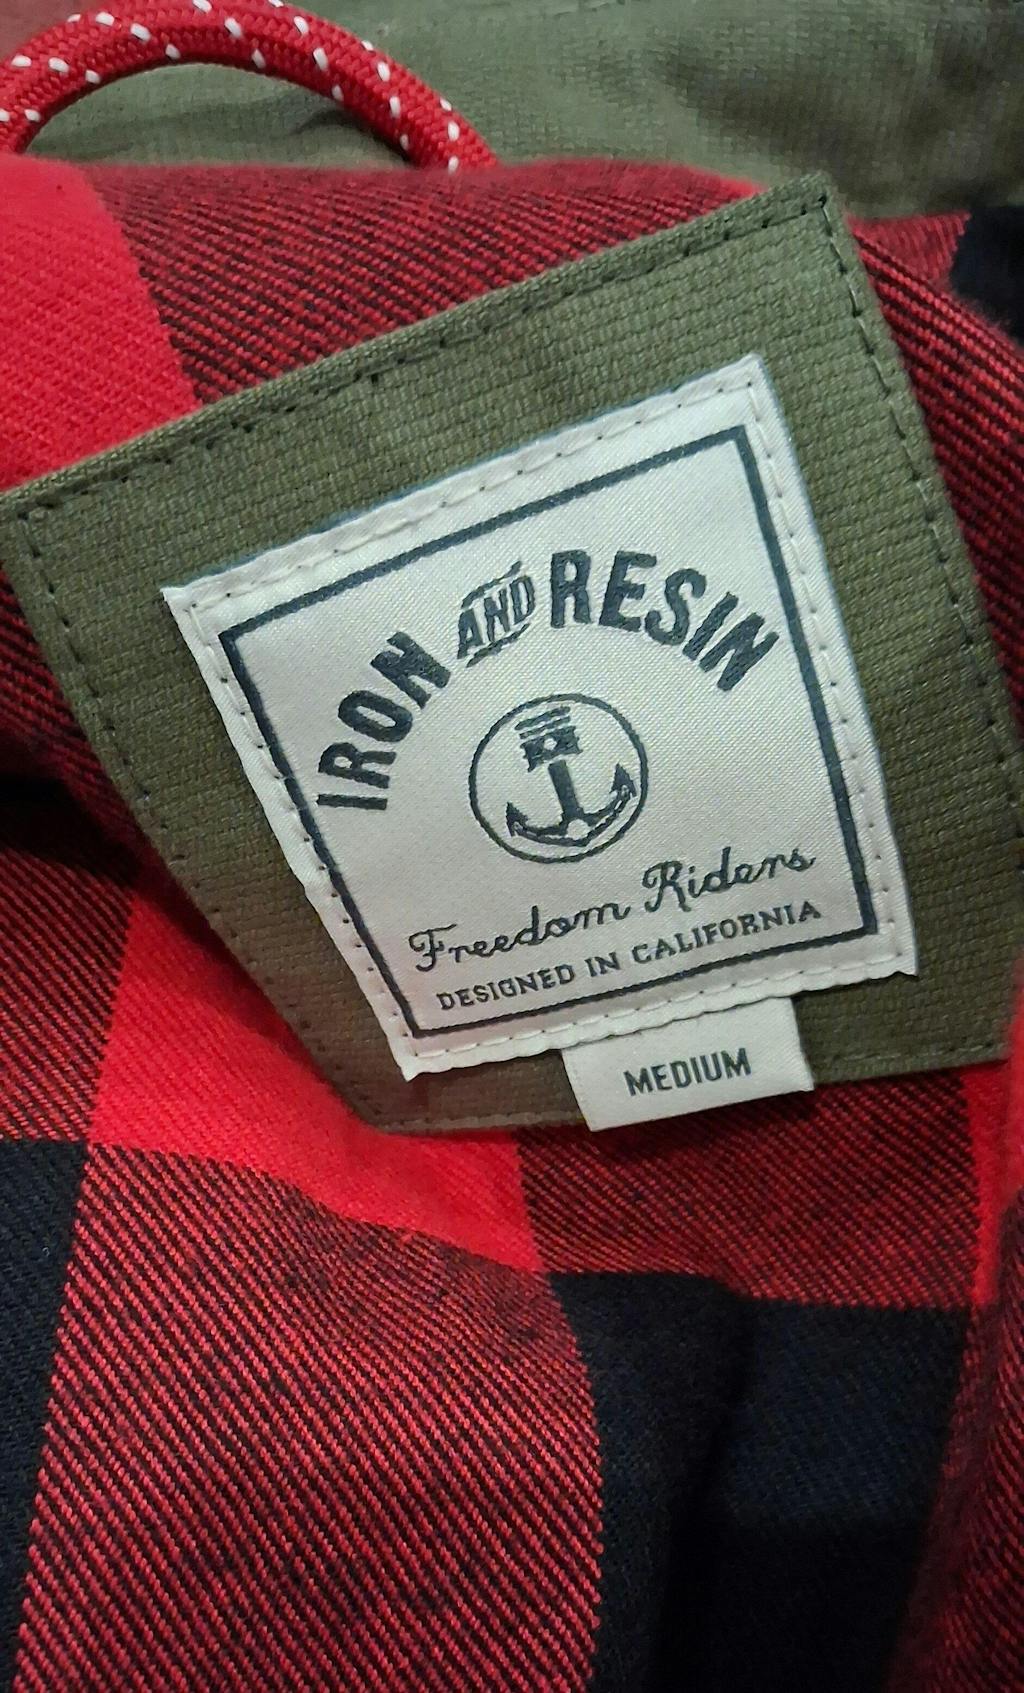 IRON AND RESIN
Freedom Riders
DESIGNED IN CALIFORNIA
MEDIUM